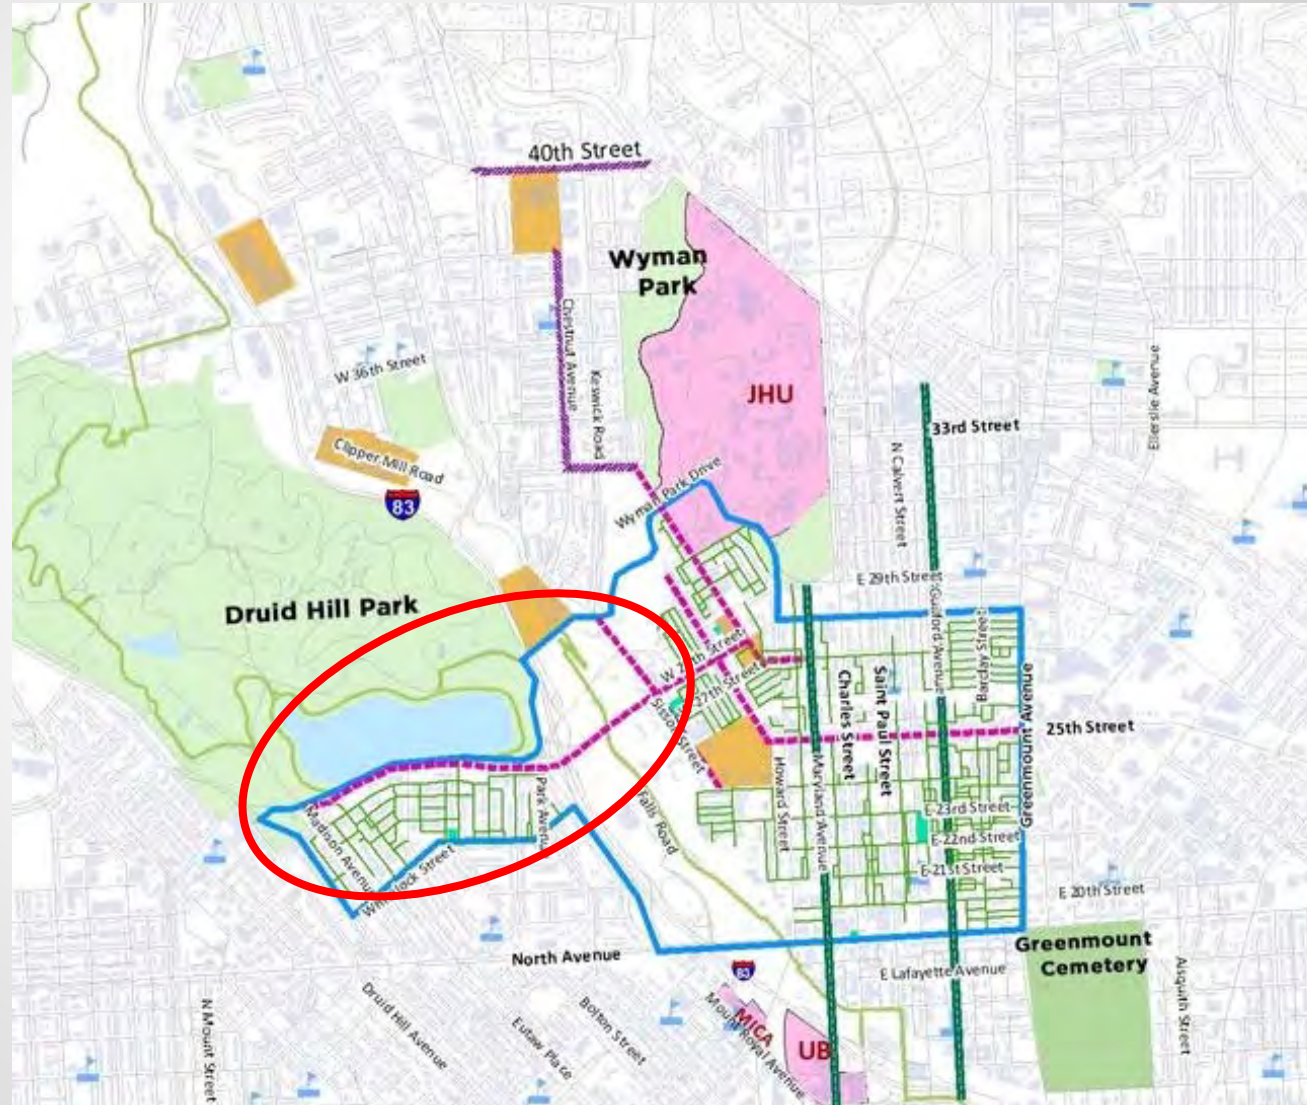 40th Street
Wyman
Park
Chestnut Avenue
Keswick Road
W 36th Street
JHU
Ellerslie Avenue
33rd Street
N Calvert Street
Clipper Mill Road
83
Wyman Park Drive
E 29th Street
Druid Hill Park
Guilford Avenue
Barclay Street
W 27th Street
Sisson Street
Charles Street
Saint Paul Street
Greenmount Avenue
25th Street
Howard Street
Maryland Avenue
Park Avenue
Madison Avenue
Falls Road
E 23rd Street
E 22nd Street
E 21st Street
E 20th Street
North Avenue
83
Greenmount
Cemetery
E Lafayette Avenue
N Mount Street
Druid Hill Avenue
Eutaw Place
Bolton Street
Mount Royal Avenue
MICA
UB
Aisquith Street